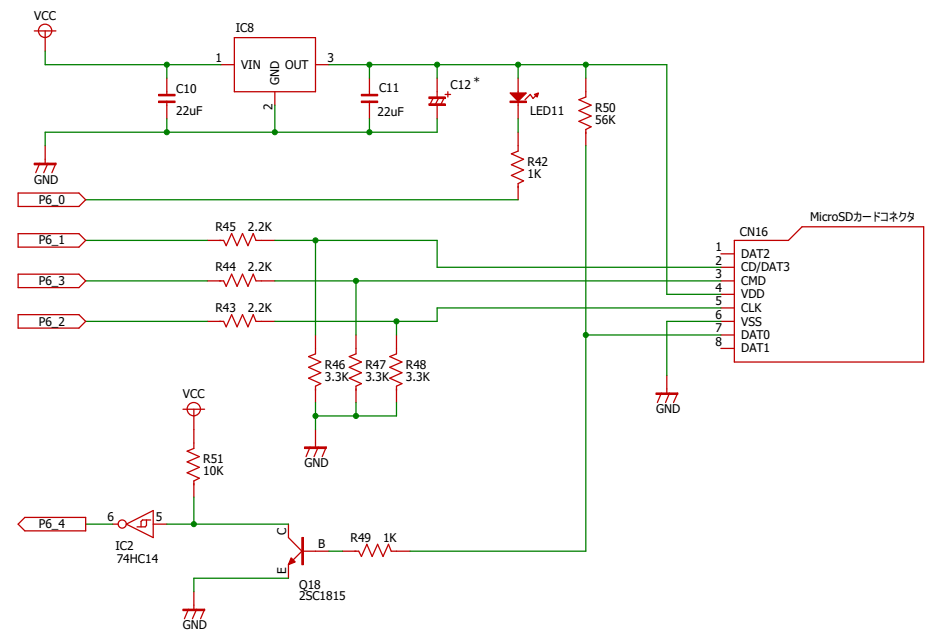 VCC
IC8
1
VIN
GND
OUT
3
2
C10
22uF
C11
22uF
C12 *
+
LED11
R50
56K
R42
1K
GND
P6_0
P6_1
R45 2.2K
P6_3
R44 2.2K
P6_2
R43 2.2K
MicroSDカードコネクタ
CN16
1 DAT2
2 CD/DAT3
3 CMD
4 VDD
5 CLK
6 VSS
7 DAT0
8 DAT1
R46
3.3K
R47
3.3K
R48
3.3K
GND
GND
VCC
R51
10K
P6_4
6
5
IC2
74HC14
C
B
E
R49 1K
Q18
2SC1815
GND